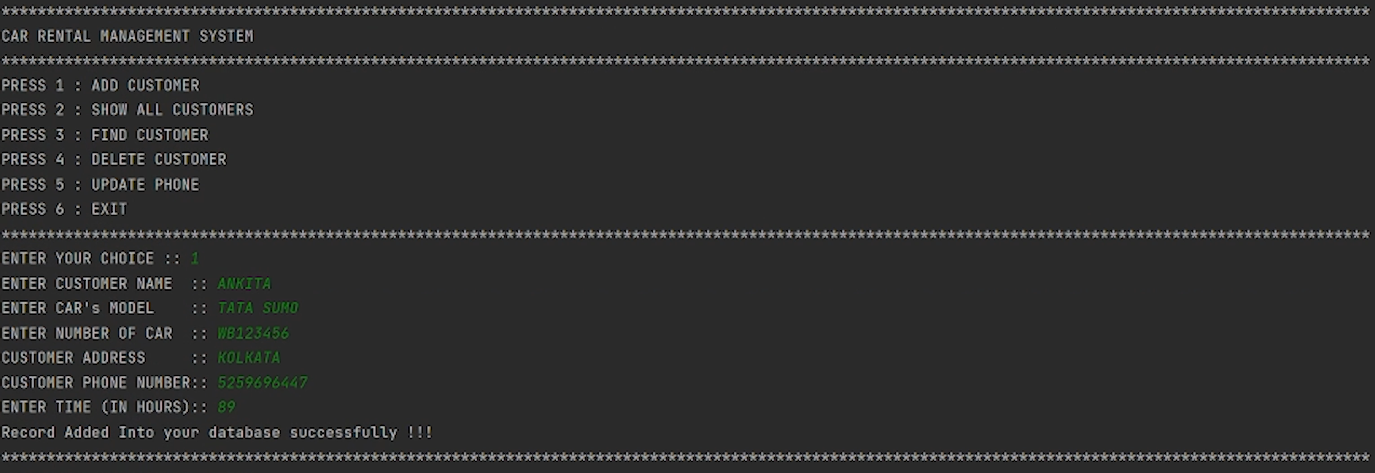 ********************************************************************************************************************************************************
CAR RENTAL MANAGEMENT SYSTEM
********************************************************************************************************************************************************
PRESS 1 : ADD CUSTOMER
PRESS 2 : SHOW ALL CUSTOMERS
PRESS 3 : FIND CUSTOMER
PRESS 4 : DELETE CUSTOMER
PRESS 5 : UPDATE PHONE
PRESS 6 : EXIT
********************************************************************************************************************************************************
ENTER YOUR CHOICE :: 1
ENTER CUSTOMER NAME  :: ANKITA
ENTER CAR's MODEL    :: TATA SUMO
ENTER NUMBER OF CAR  :: WB123456
CUSTOMER ADDRESS     :: KOLKATA
CUSTOMER PHONE NUMBER:: 5259696447
ENTER TIME (IN HOURS):: 89
Record Added Into your database successfully !!!
********************************************************************************************************************************************************